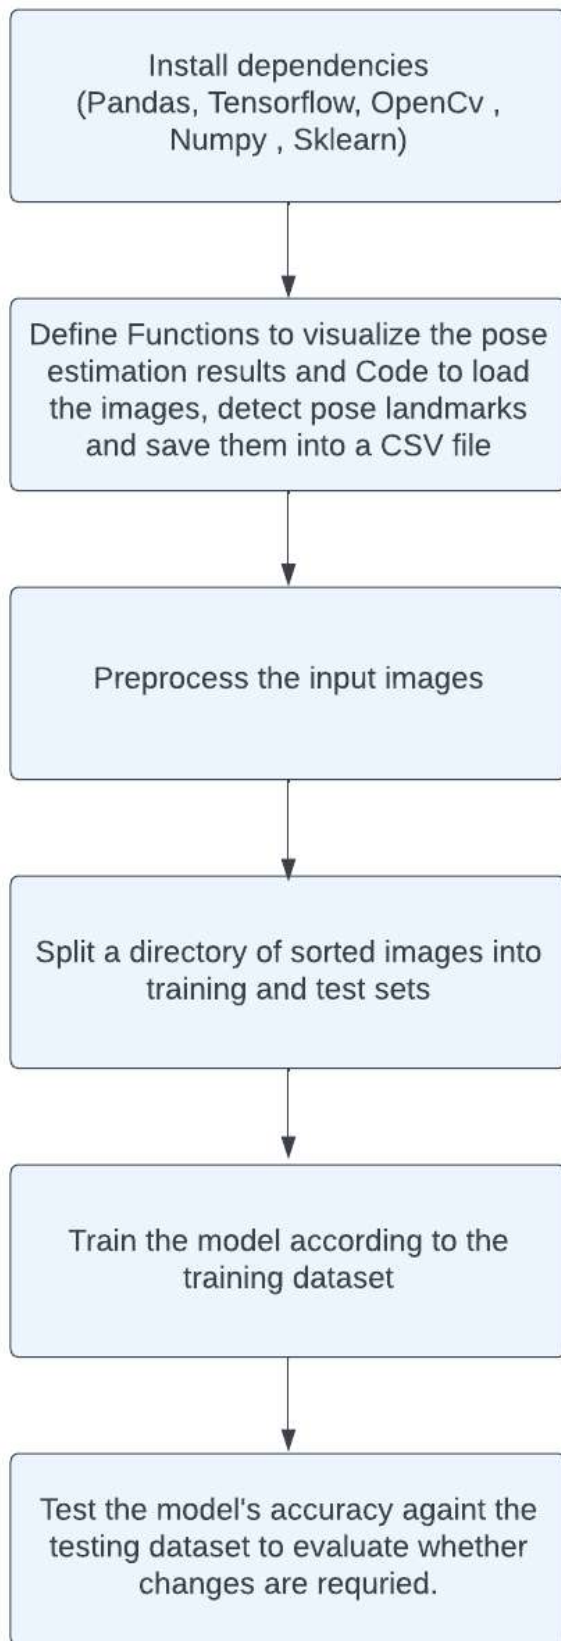 Install dependencies
(Pandas, Tensorflow, OpenCv ,
Numpy , Sklearn)
Define Functions to visualize the pose
estimation results and Code to load
the images, detect pose landmarks
and save them into a CSV file
Preprocess the input images
Split a directory of sorted images into
training and test sets
Train the model according to the
training dataset
Test the model's accuracy againt the
testing dataset to evaluate whether
changes are requried.